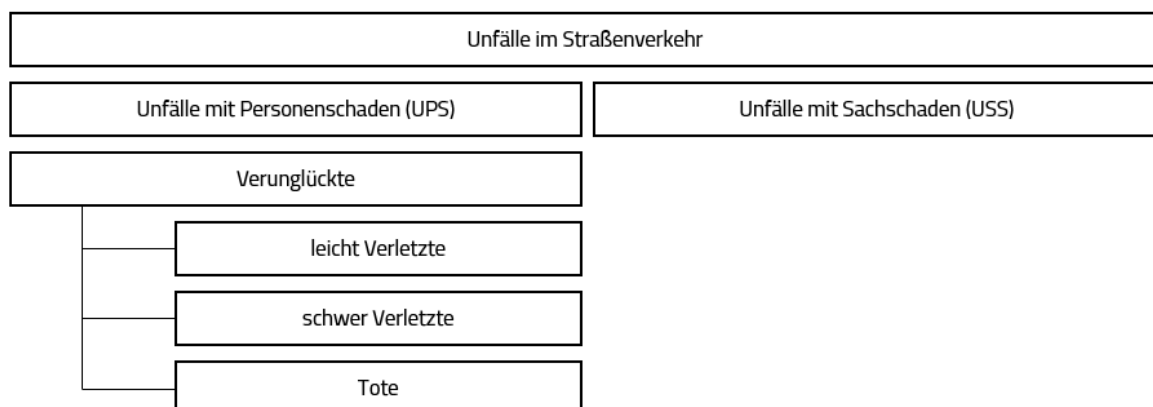 Unfälle im Straßenverkehr
Unfälle mit Personenschaden (UPS)
Unfälle mit Sachschaden (USS)
Verunglückte
leicht Verletzte
schwer Verletzte
Tote